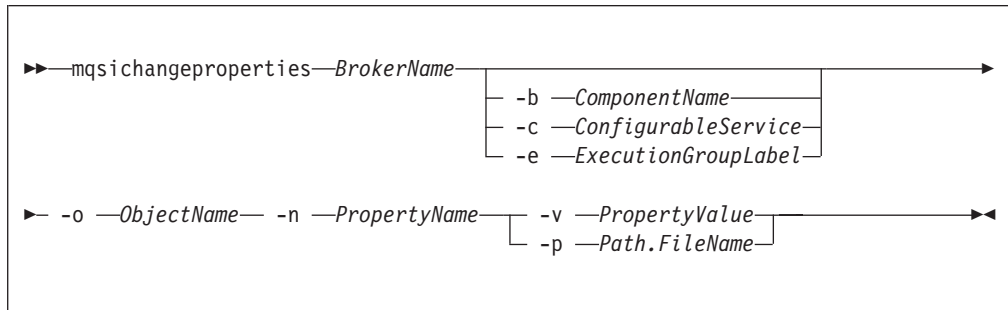 mqsichangeproperties BrokerName
-b ComponentName
-c ConfigurableService
-e ExecutionGroupLabel
-o ObjectName -n PropertyName -v PropertyValue
-p Path.FileName